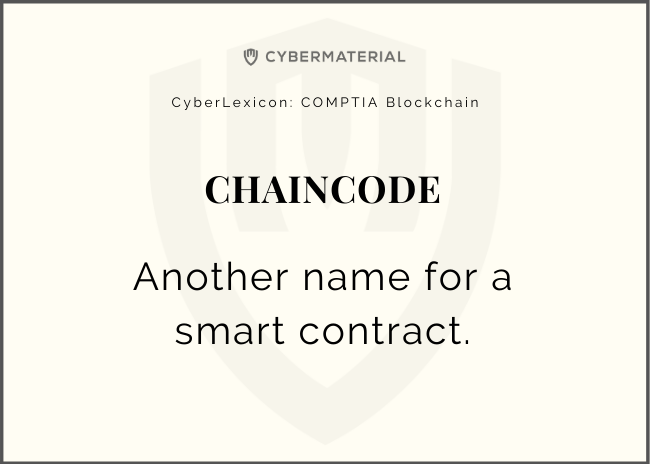 CYBERMATERIAL
CyberLexicon: COMPTIA Blockchain
CHAINCODE
Another name for a
smart contract.